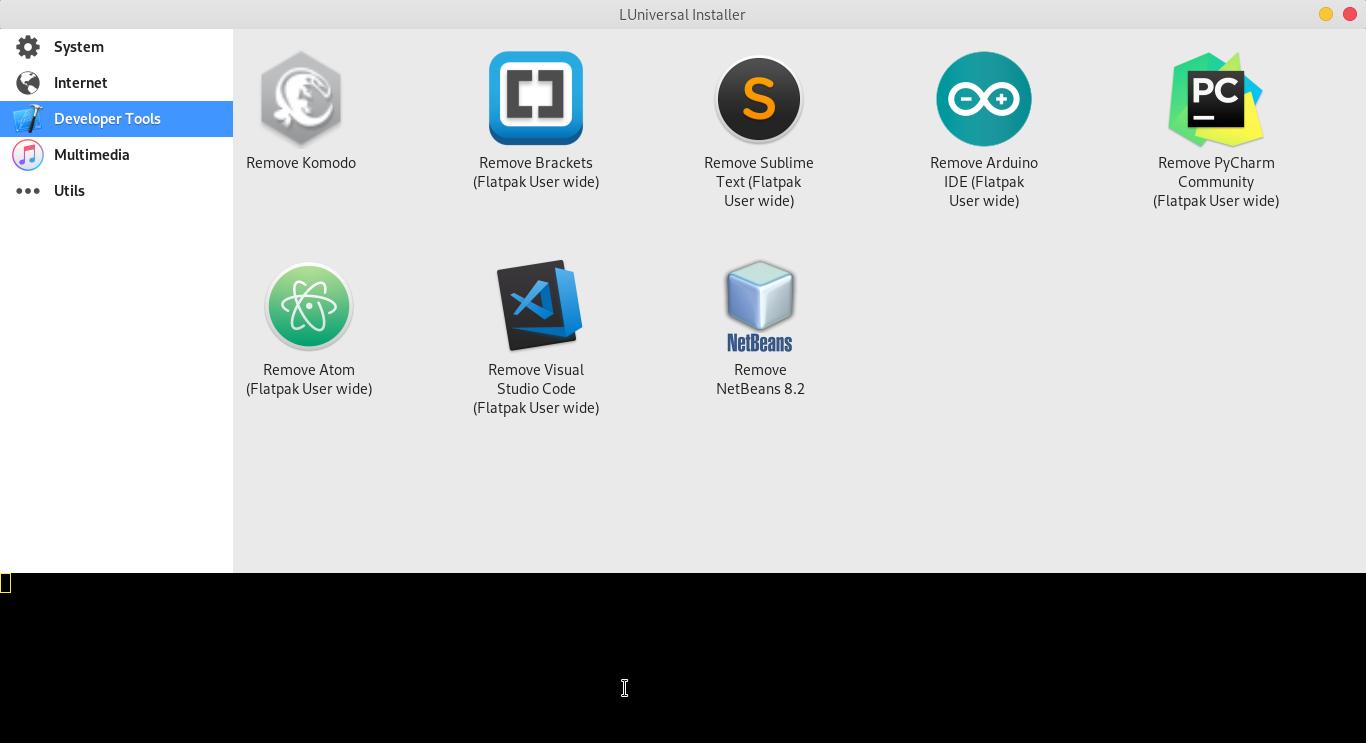 LUniversal Installer
System
Internet
Developer Tools
Multimedia
Utils
Remove Komodo
Remove Brackets
(Flatpak User wide)
S
Remove Sublime
Text (Flatpak
User wide)
Remove Arduino
IDE (Flatpak
User wide)
PC
Remove PyCharm
Community
(Flatpak User wide)
Remove Atom
(Flatpak User wide)
Remove Visual
Studio Code
(Flatpak User wide)
NetBeans
Remove
NetBeans 8.2